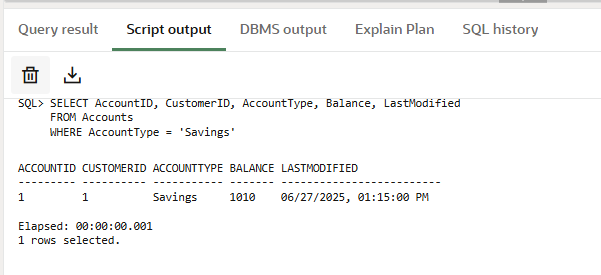 Query result Script output DBMS output Explain Plan SQL history
SQL> SELECT AccountID, CustomerID, AccountType, Balance, LastModified
FROM Accounts
WHERE AccountType = 'Savings'
ACCOUNTID CUSTOMERID ACCOUNTTYPE BALANCE LASTMODIFIED
--------- ---------- ----------- ------- -------------------------
1 1 Savings 1010 06/27/2025, 01:15:00 PM
Elapsed: 00:00:00.001
1 rows selected.